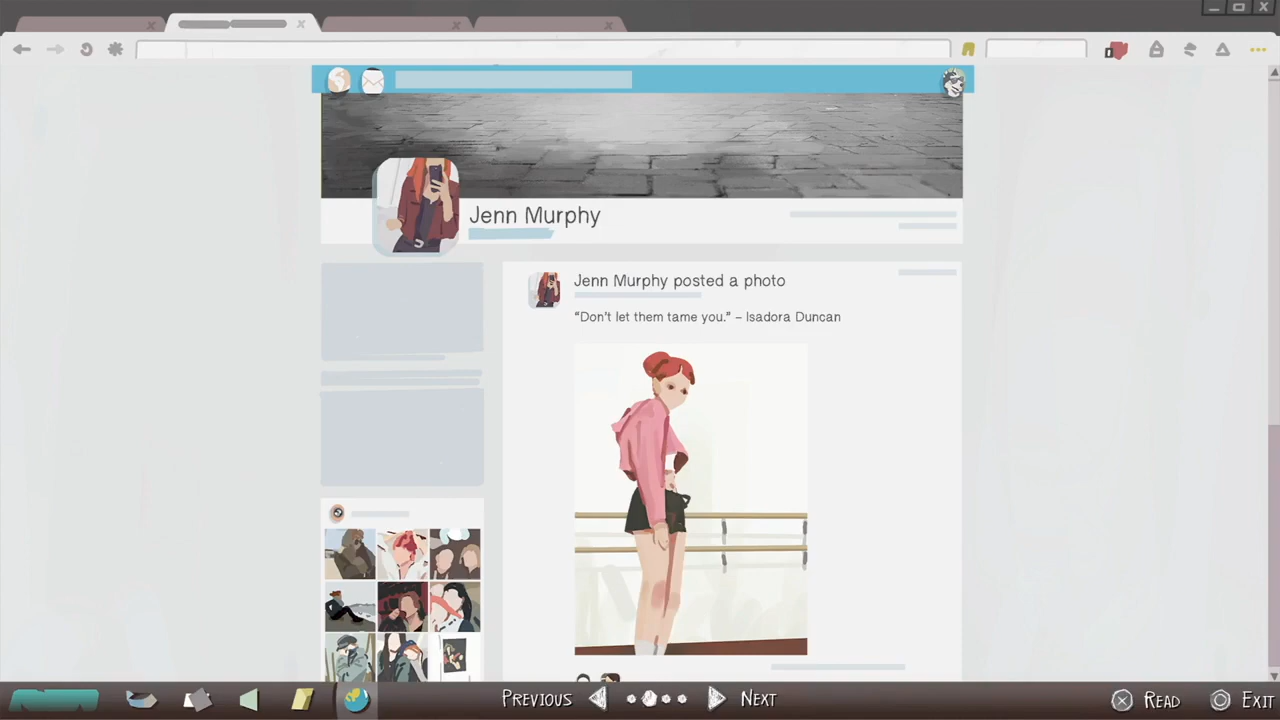 Jenn Murphy
Jenn Murphy posted a photo
“Don’t let them tame you.” – Isadora Duncan
Previous
Next
Read
Exit